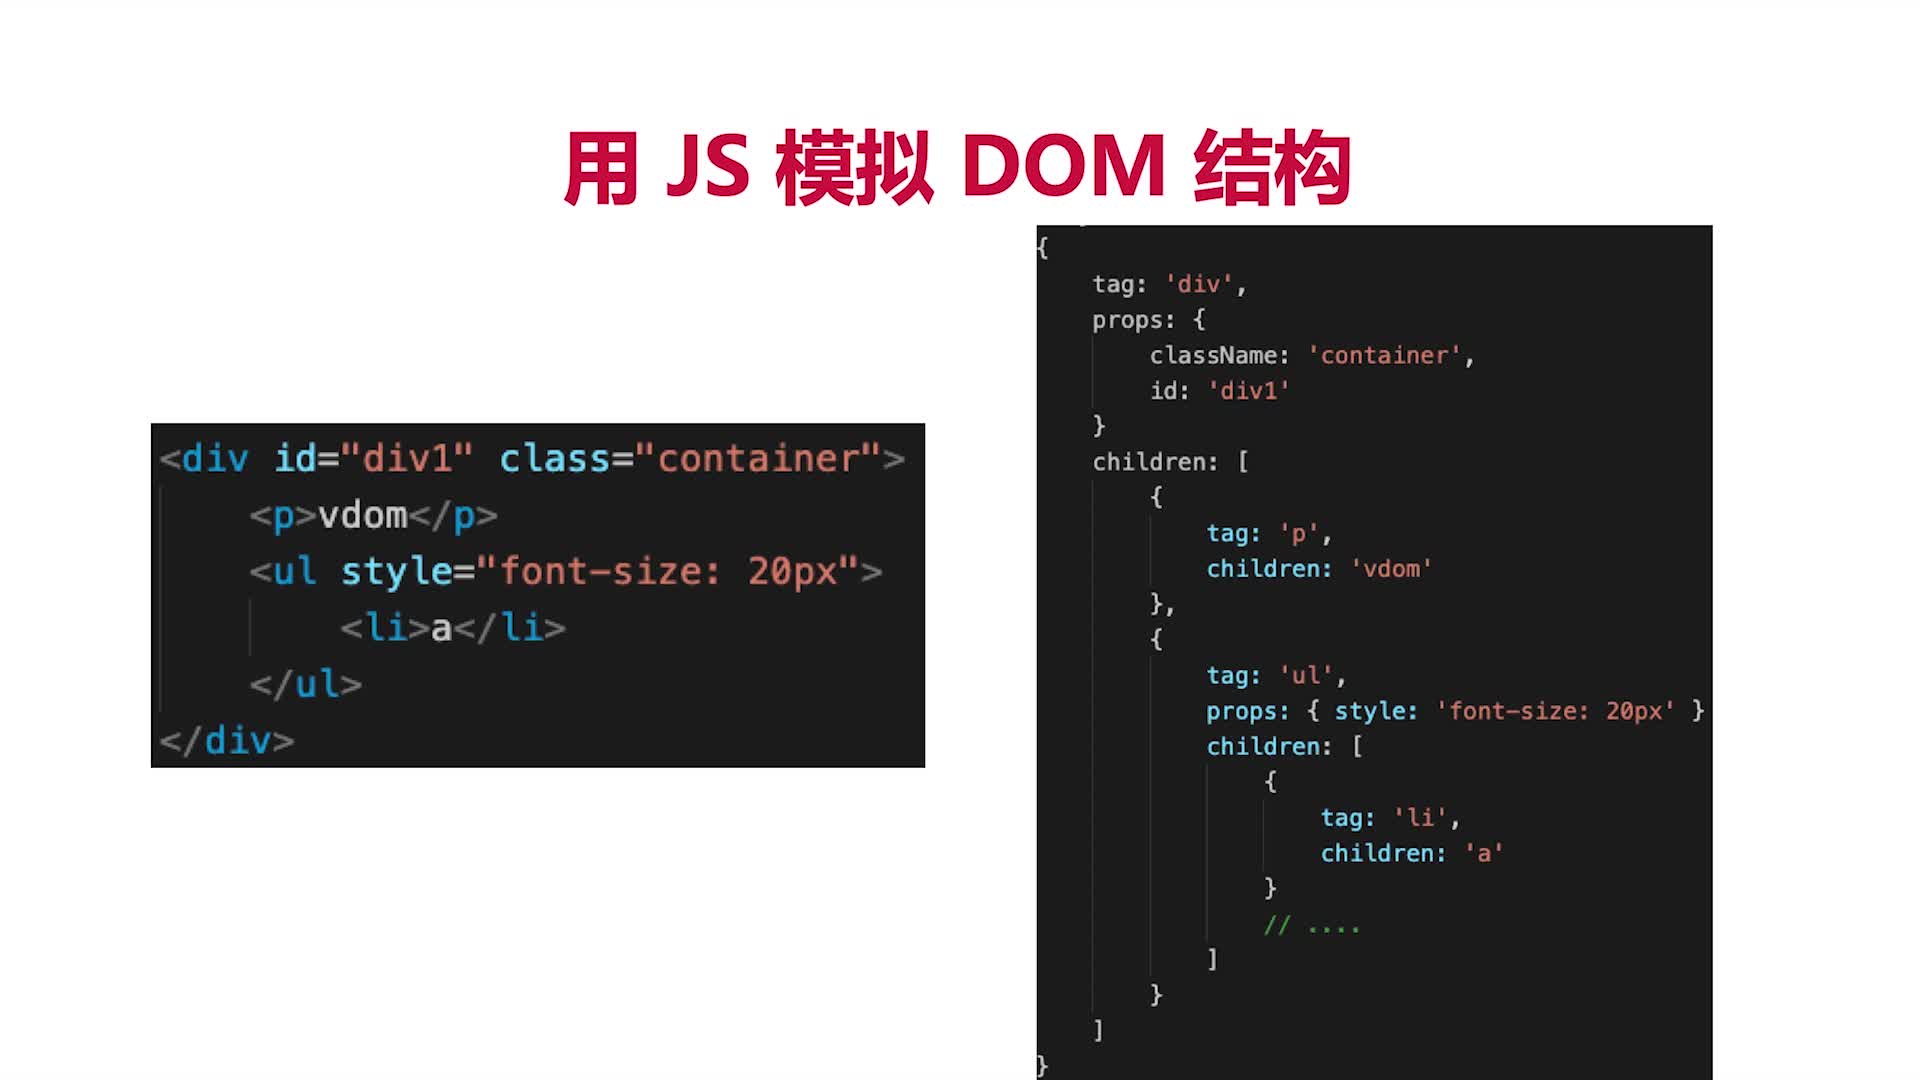 用 JS 模拟 DOM 结构
<div id="div1" class="container">
    <p>vdom</p>
    <ul style="font-size: 20px">
        <li>a</li>
    </ul>
</div>
{
    tag: 'div',
    props: {
        className: 'container',
        id: 'div1'
    }
    children: [
        {
            tag: 'p',
            children: 'vdom'
        },
        {
            tag: 'ul',
            props: { style: 'font-size: 20px' }
            children: [
                {
                    tag: 'li',
                    children: 'a'
                }
                // ....
            ]
        }
    ]
}